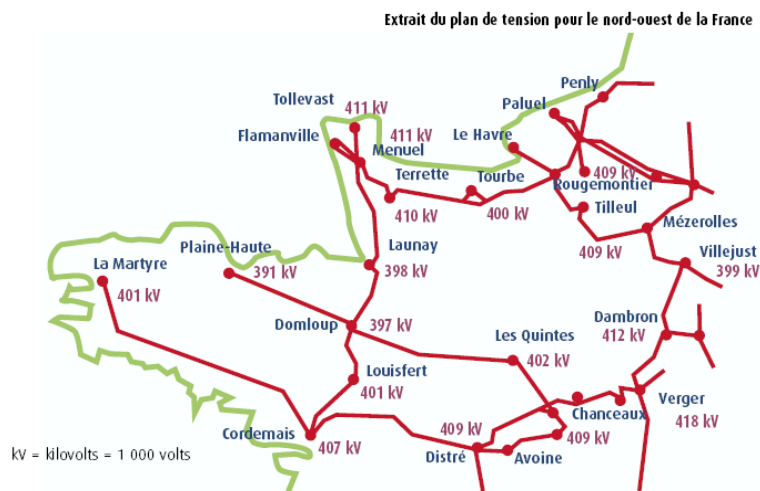 Extrait du plan de tension pour le nord-ouest de la France
Penly
Tollevast
411 kV
Paluel
Flamanville
411 kV
Le Havre
Menuel
Terrette
Tourbe
409 kV
Rougemontier
410 kV
400 kV
Tilleul
Mézerolles
Launay
409 kV
Plaine-Haute
391 kV
398 kV
Villejust
399 kV
La Martyre
401 kV
Domloup
397 kV
Les Quintes
402 kV
Dambron
412 kV
Louisfert
401 kV
Verger
418 kV
Chanceaux
Cordemais
407 kV
409 kV
409 kV
Distré
Avoine
kV = kilovolts = 1 000 volts